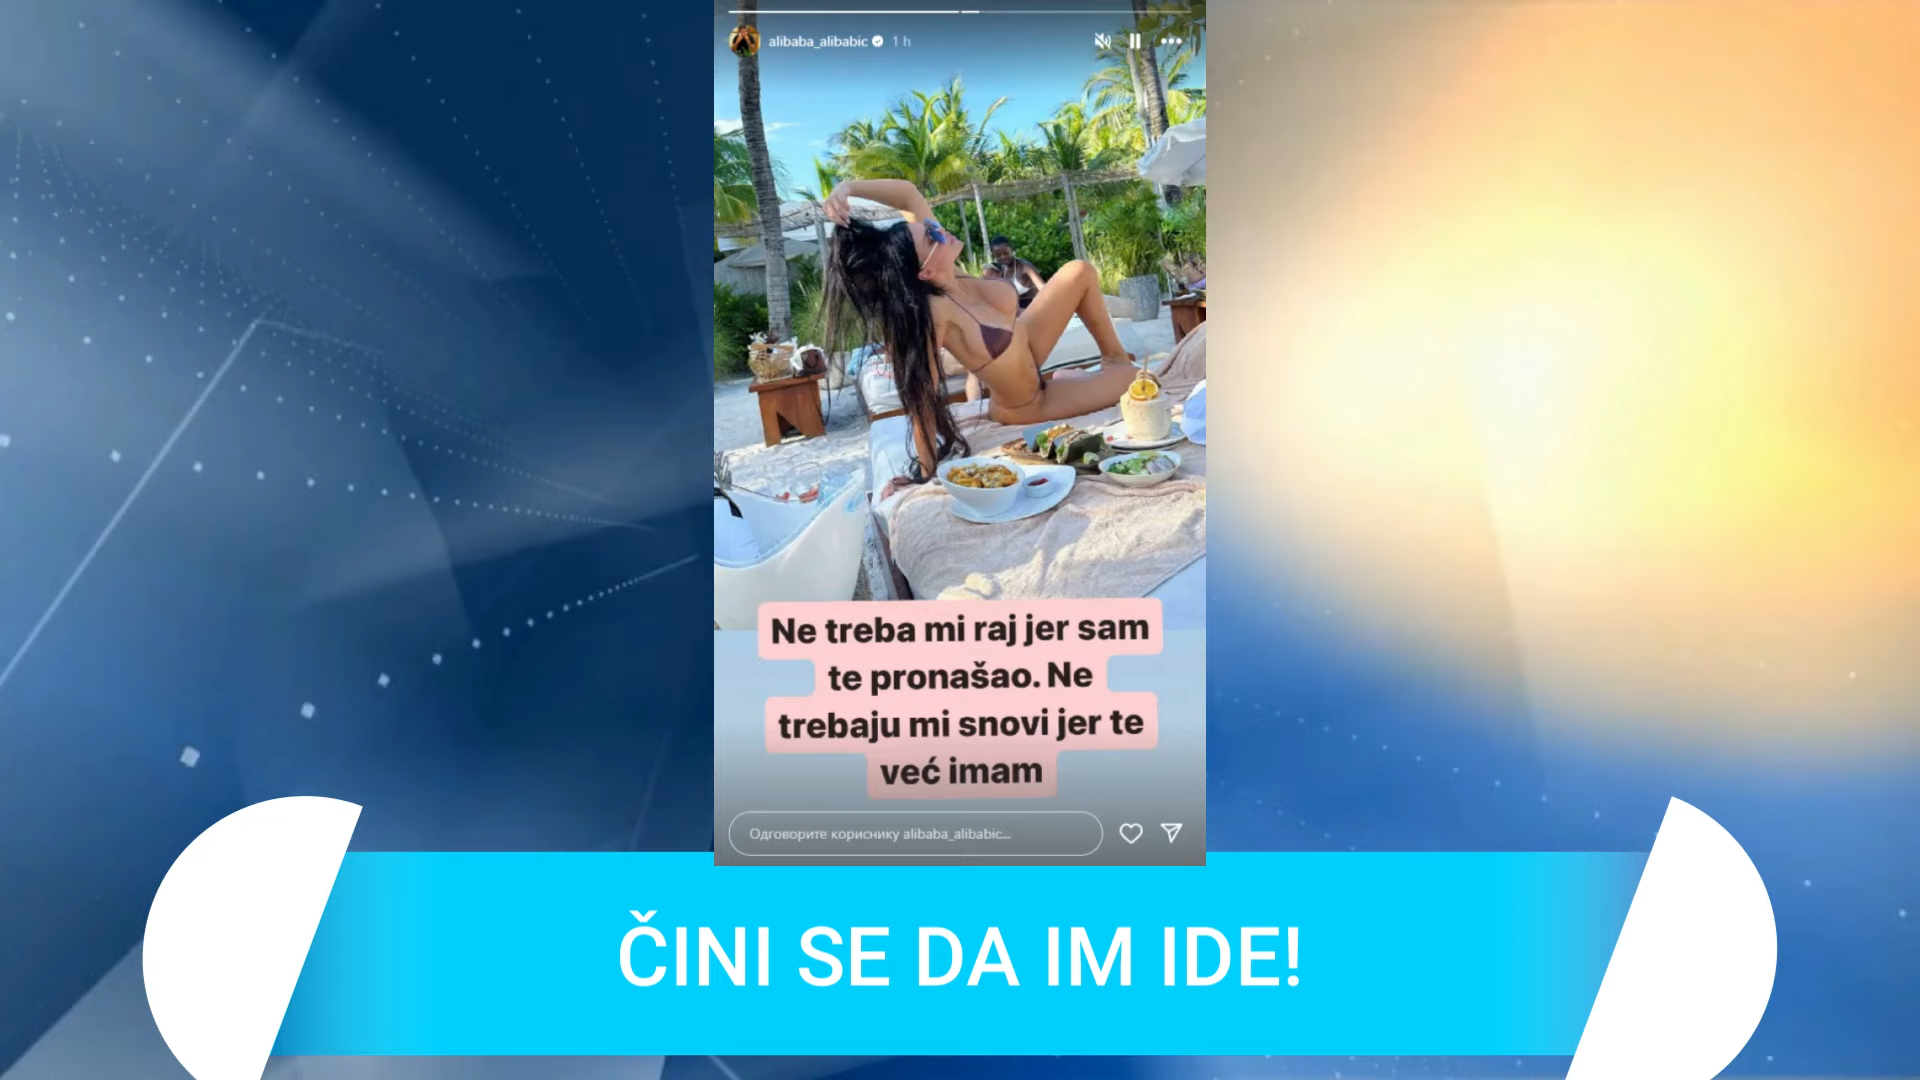 alibaba_alibabic 1 h
Ne treba mi raj jer sam
te pronašao. Ne
trebaju mi snovi jer te
već imam
Одговорите кориснику alibaba_alibabic...
ČINI SE DA IM IDE!